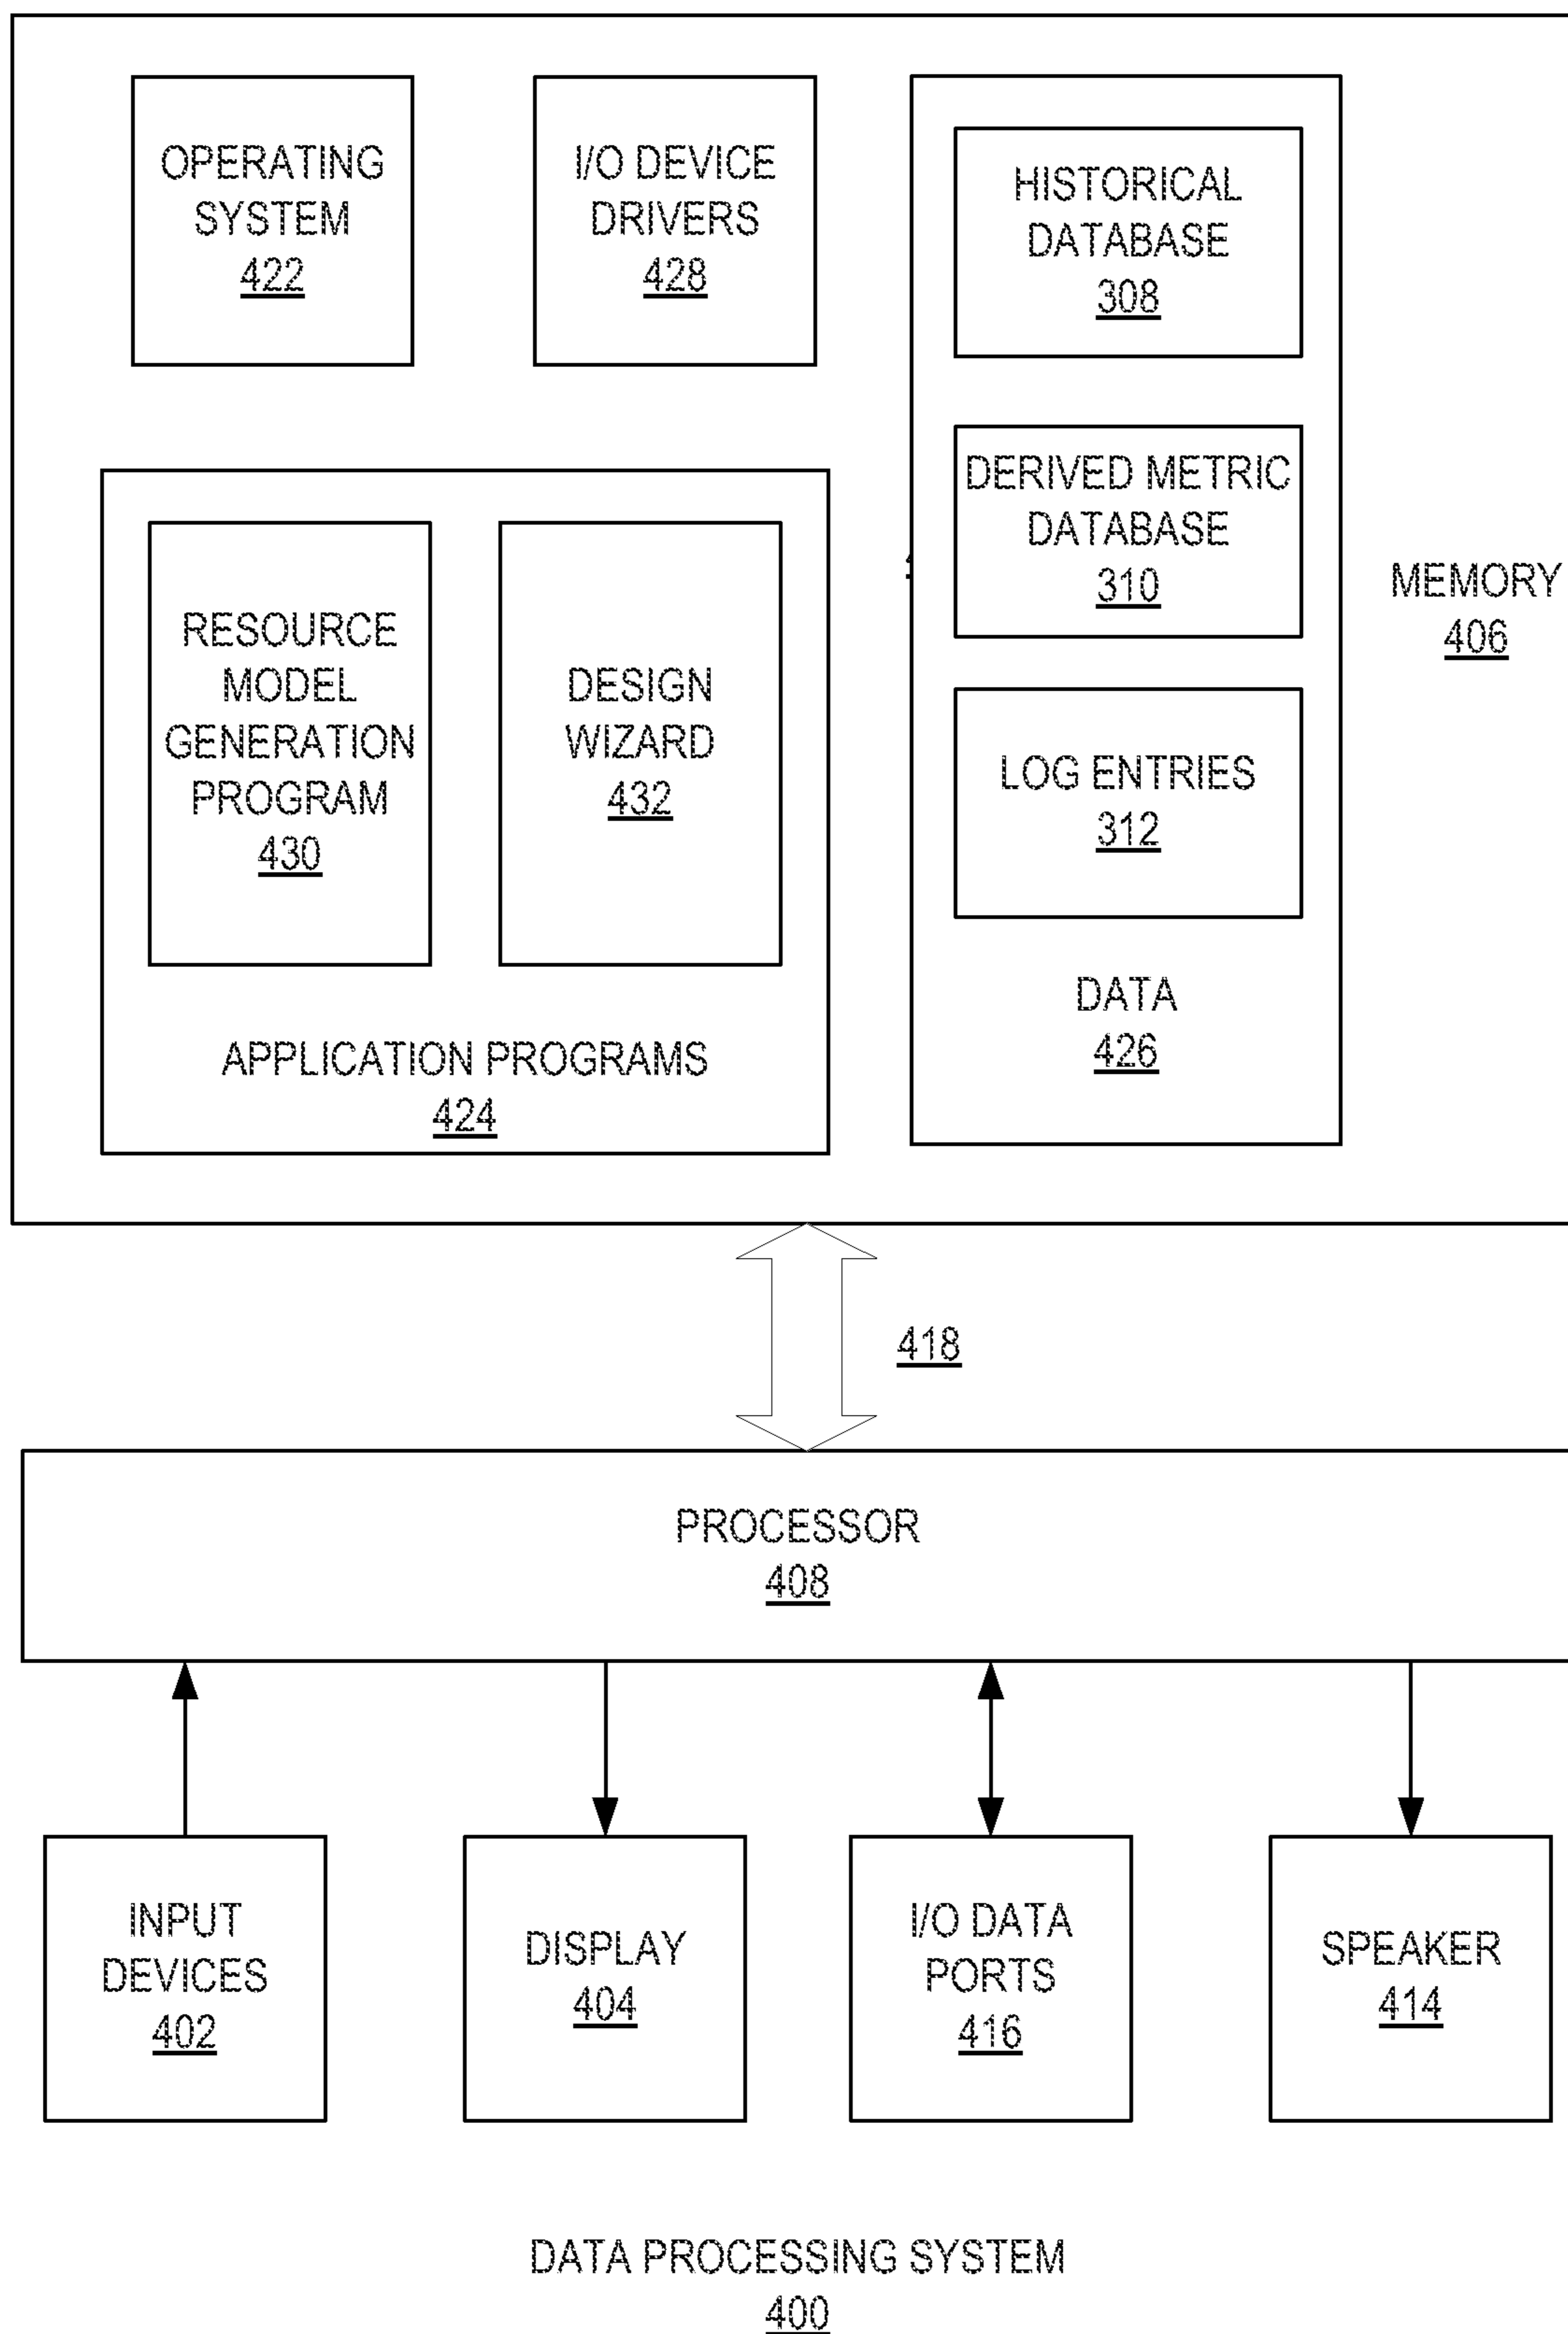 OPERATING
SYSTEM
422
I/O DEVICE
DRIVERS
428
HISTORICAL
DATABASE
308
DERIVED METRIC
DATABASE
310
LOG ENTRIES
312
DATA
426
MEMORY
406
RESOURCE
MODEL
GENERATION
PROGRAM
430
DESIGN
WIZARD
432
APPLICATION PROGRAMS
424
418
PROCESSOR
408
INPUT
DEVICES
402
DISPLAY
404
I/O DATA
PORTS
416
SPEAKER
414
DATA PROCESSING SYSTEM
400